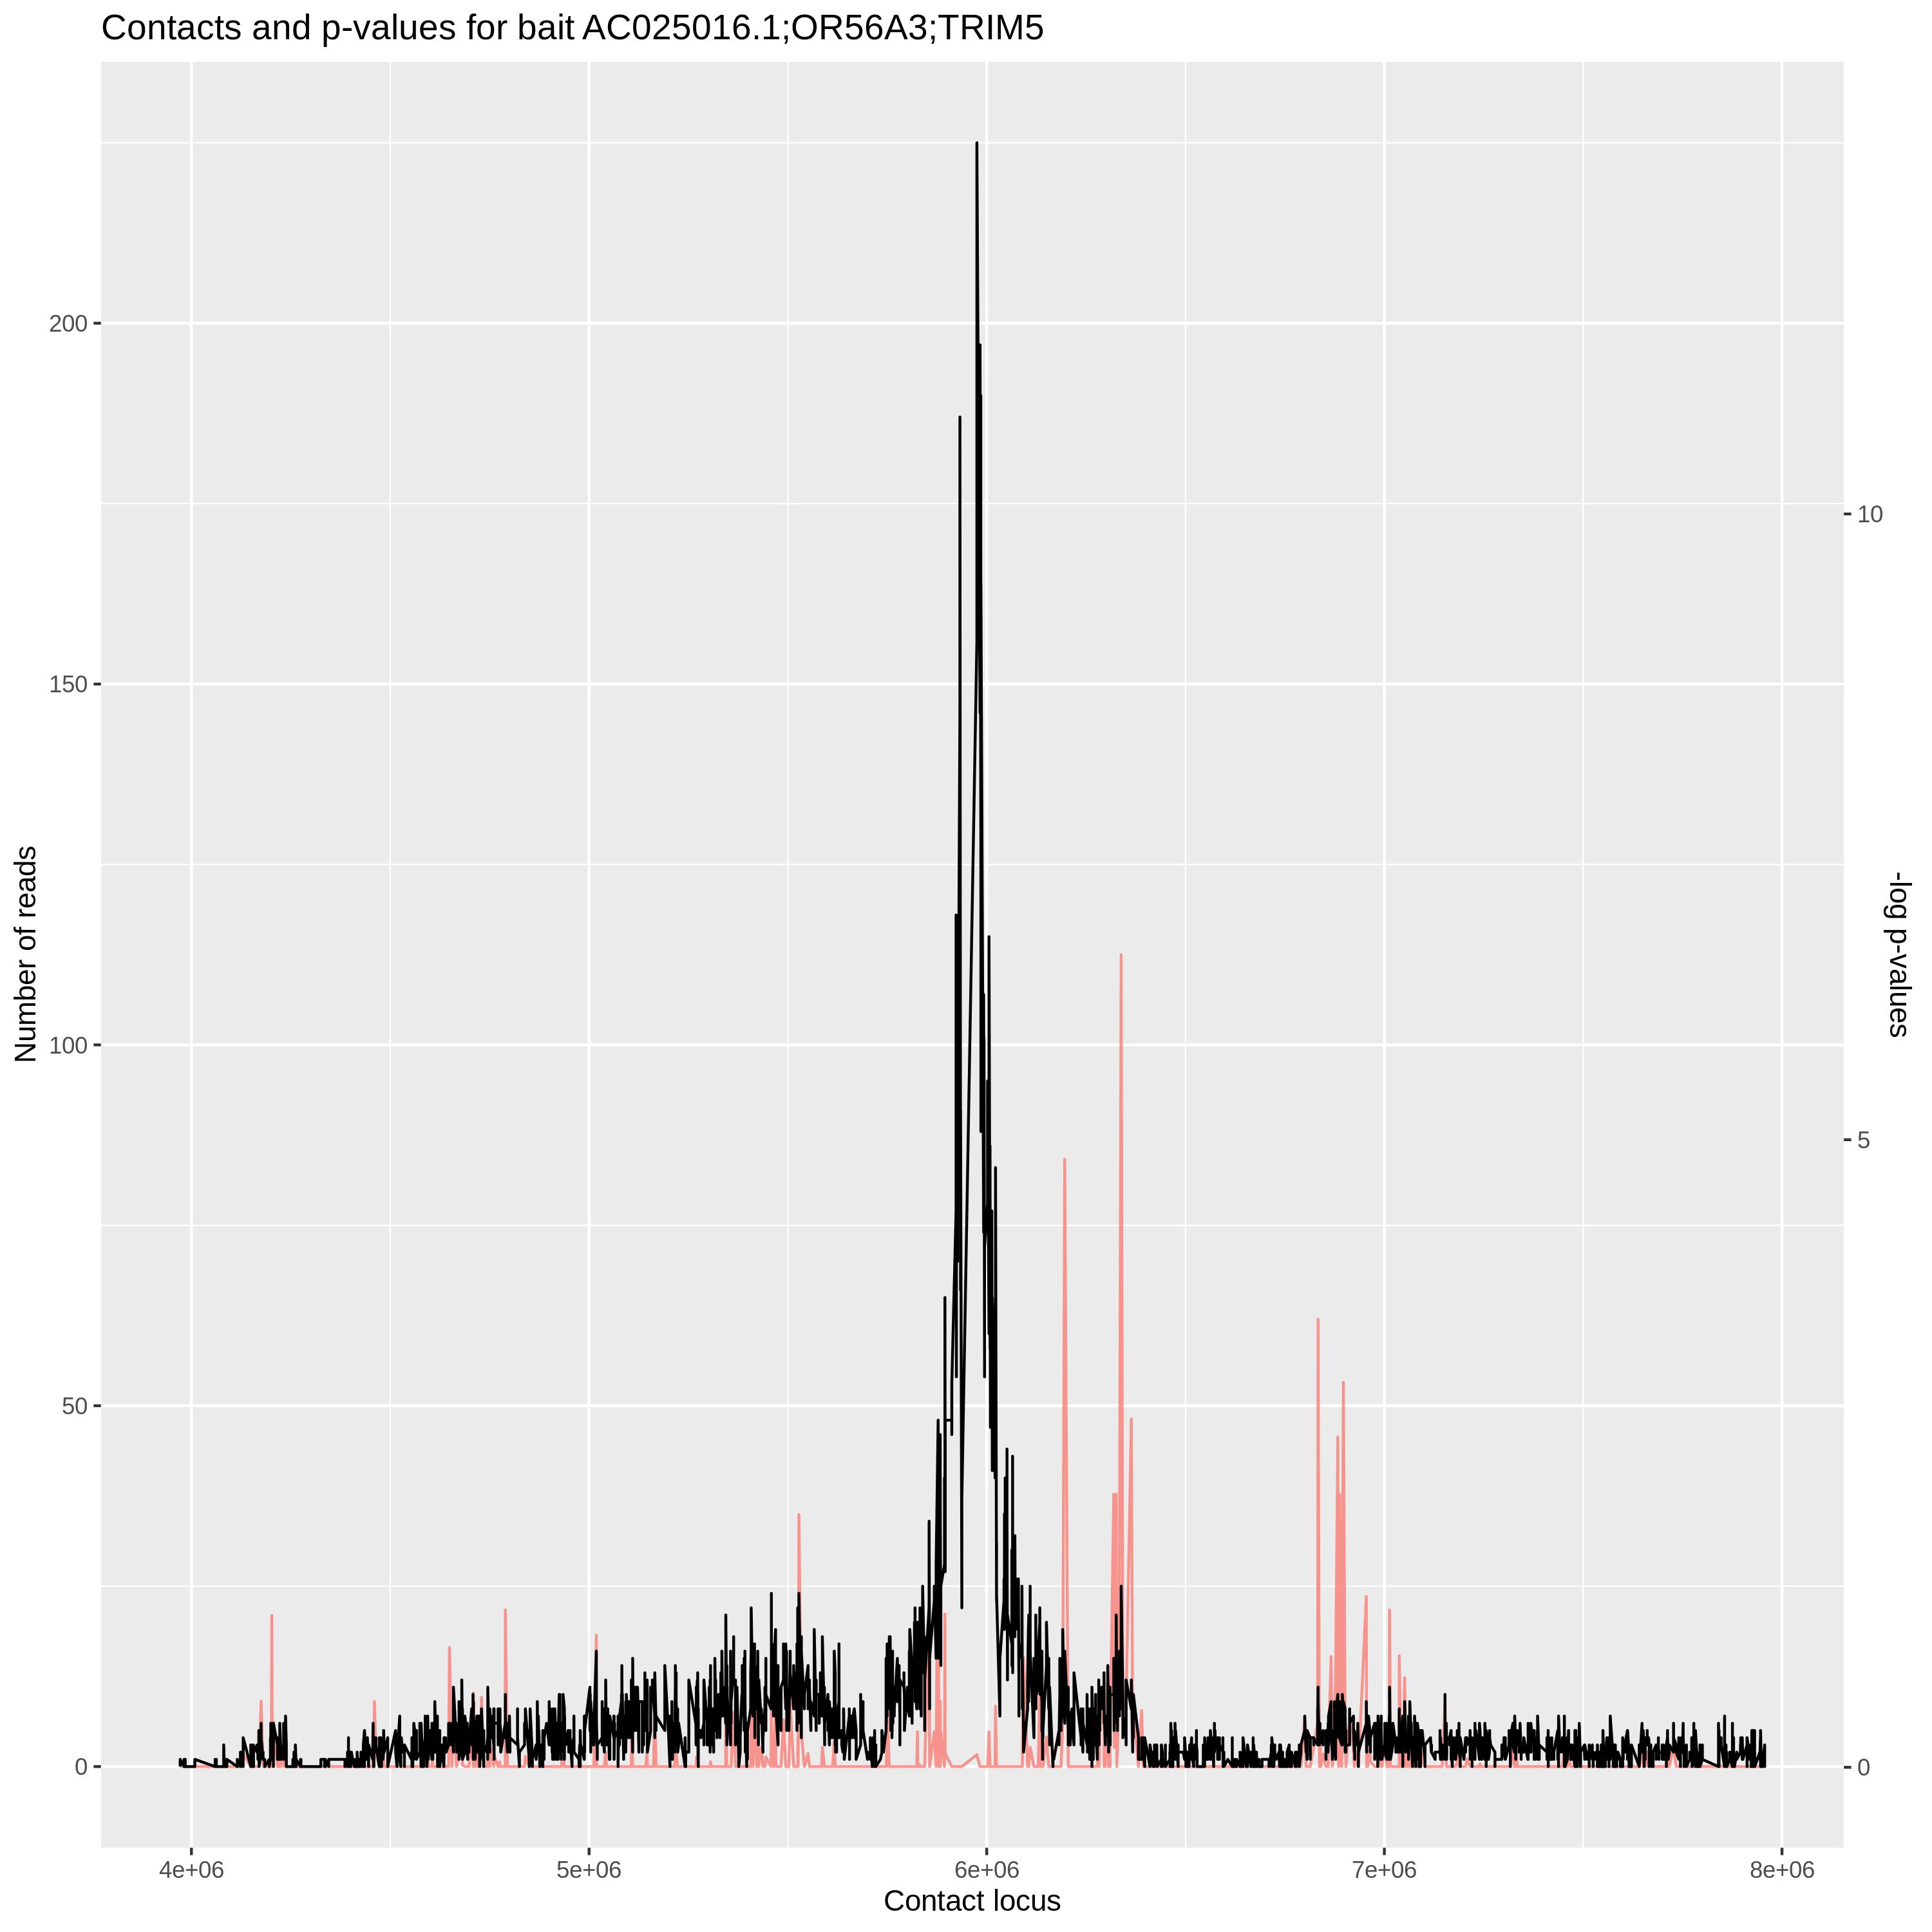 Contacts and p-values for bait AC025016.1;OR56A3;TRIM5
200
150
100
50
0
Number of reads
10
5
0
-log p-values
4e+06
5e+06
6e+06
7e+06
8e+06
Contact locus